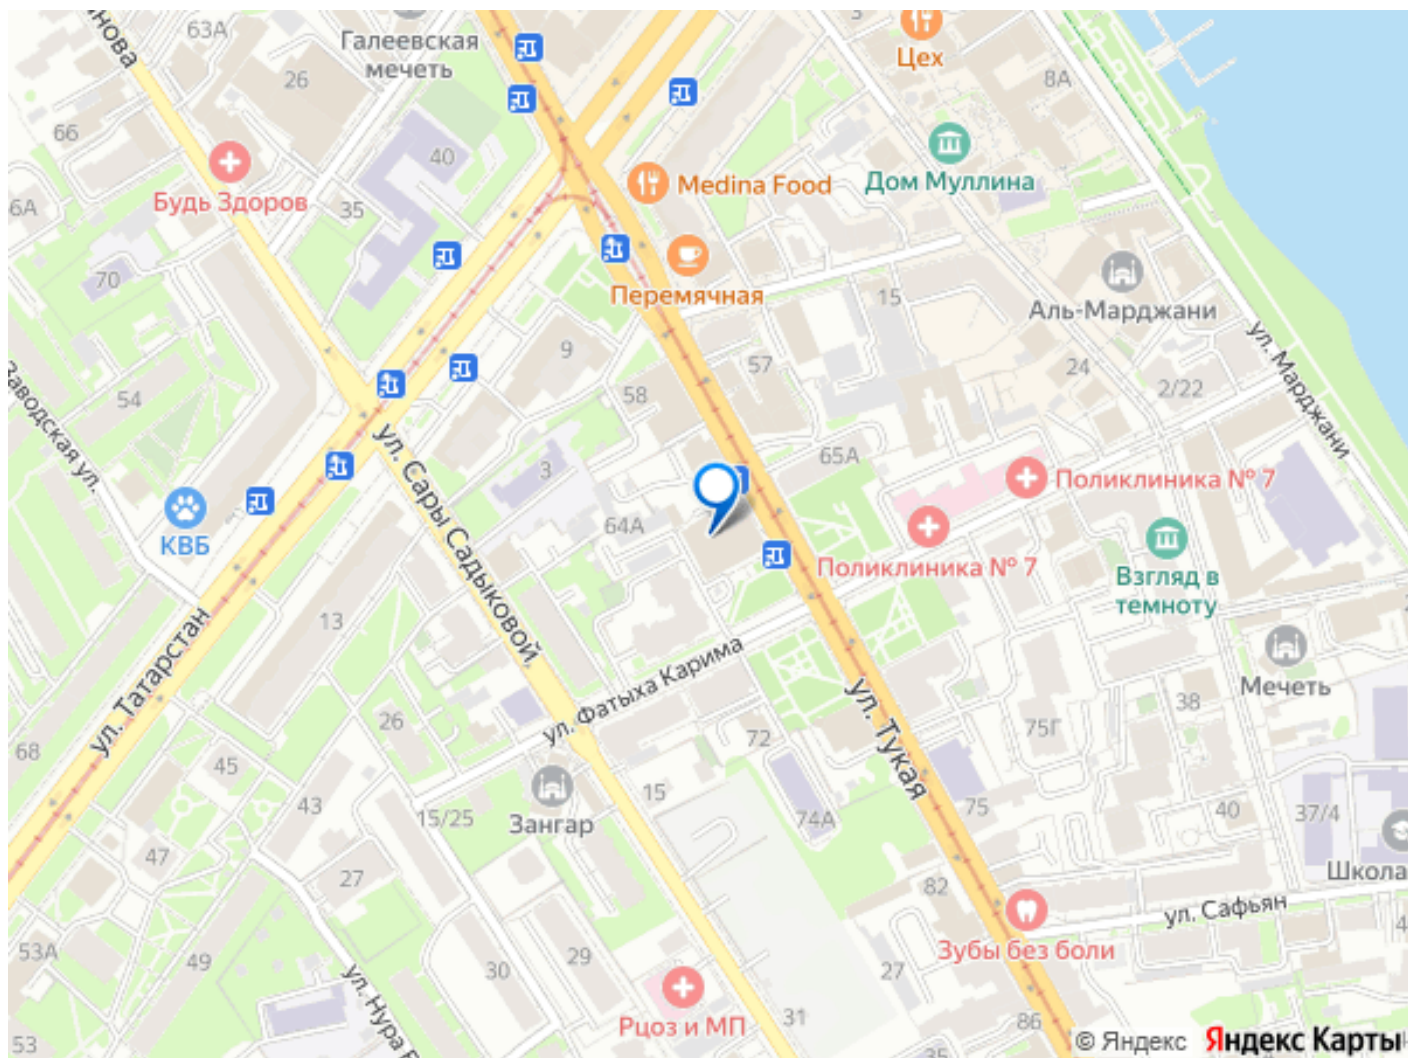 нова
63А
Галеевская
мечеть
26
Цех
8А
66
40
Будь Здоров
6А
35
Medina Food
Дом Муллина
70
Перемячная
15
Аль-Марджани
ул. Марджани
9
57
24
2/22
Заводская ул.
54
58
ул. Сары Садыковой
3
65А
Поликлиника № 7
КВБ
64А
Поликлиника № 7
Взгляд в
темноту
13
ул. Татарстан
ул. Фатыха Карима
Мечеть
ул. Тукая
68
26
38
75Г
72
45
43
15/25
Зангар
15
74А
75
40
37/4
47
27
82
Школа
ул. Сафьян
53А
49
30
29
Зубы без боли
27
ул. Нура
Рцоз и МП
31
86
53
© Яндекс Яндекс Карты